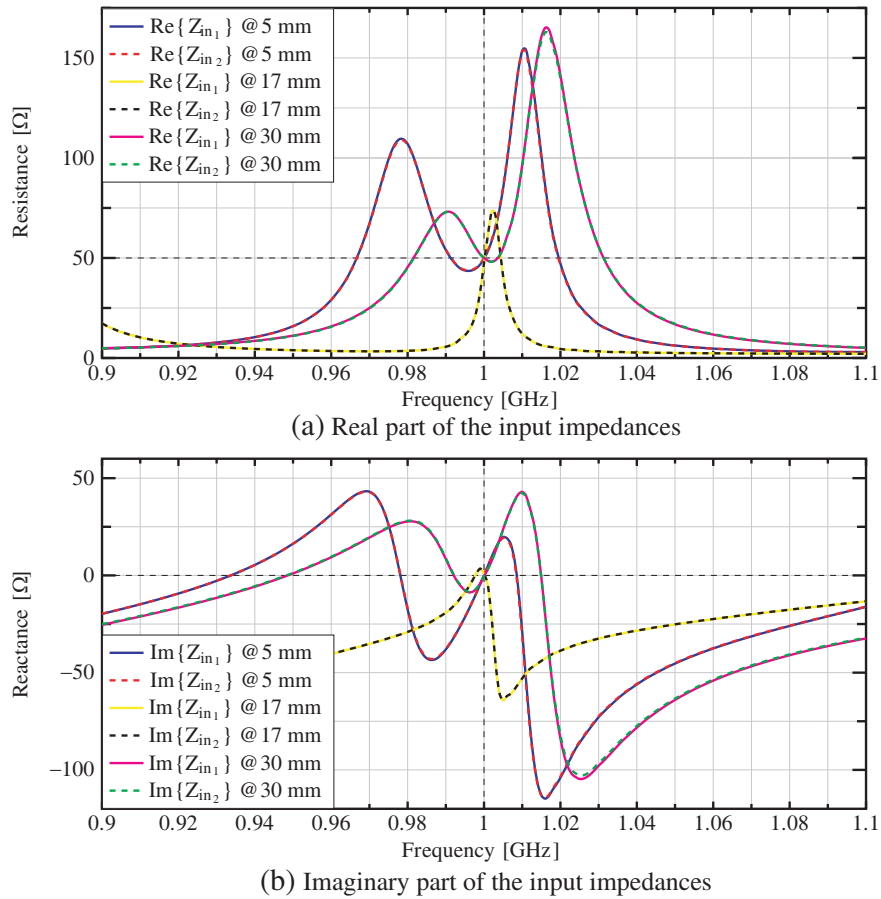 Resistance [Ω]
150
100
50
0
Re{Z_in₁} @5 mm
Re{Z_in₂} @5 mm
Re{Z_in₁} @17 mm
Re{Z_in₂} @17 mm
Re{Z_in₁} @30 mm
Re{Z_in₂} @30 mm
0.9 0.92 0.94 0.96 0.98 1 1.02 1.04 1.06 1.08 1.1
Frequency [GHz]
(a) Real part of the input impedances
Reactance [Ω]
50
0
−50
−100
Im{Z_in₁} @5 mm
Im{Z_in₂} @5 mm
Im{Z_in₁} @17 mm
Im{Z_in₂} @17 mm
Im{Z_in₁} @30 mm
Im{Z_in₂} @30 mm
0.9 0.92 0.94 0.96 0.98 1 1.02 1.04 1.06 1.08 1.1
Frequency [GHz]
(b) Imaginary part of the input impedances